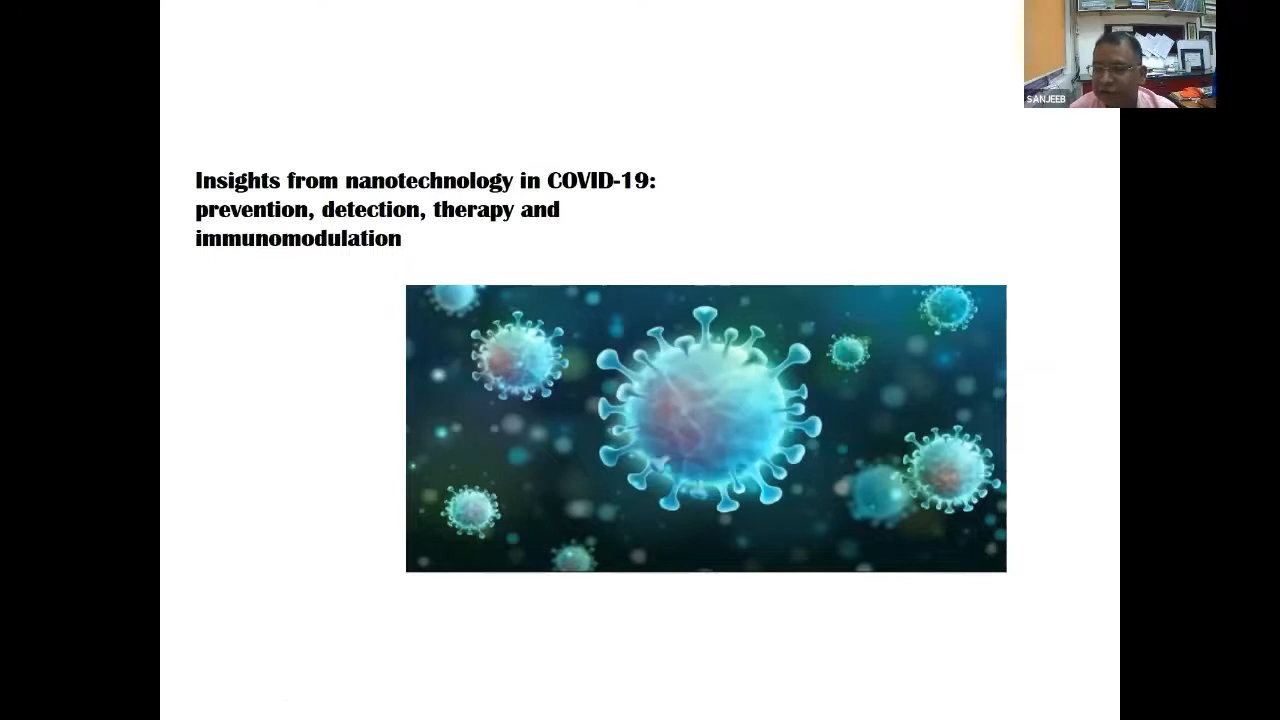 Insights from nanotechnology in COVID-19:
prevention, detection, therapy and
immunomodulation
SANJEEB